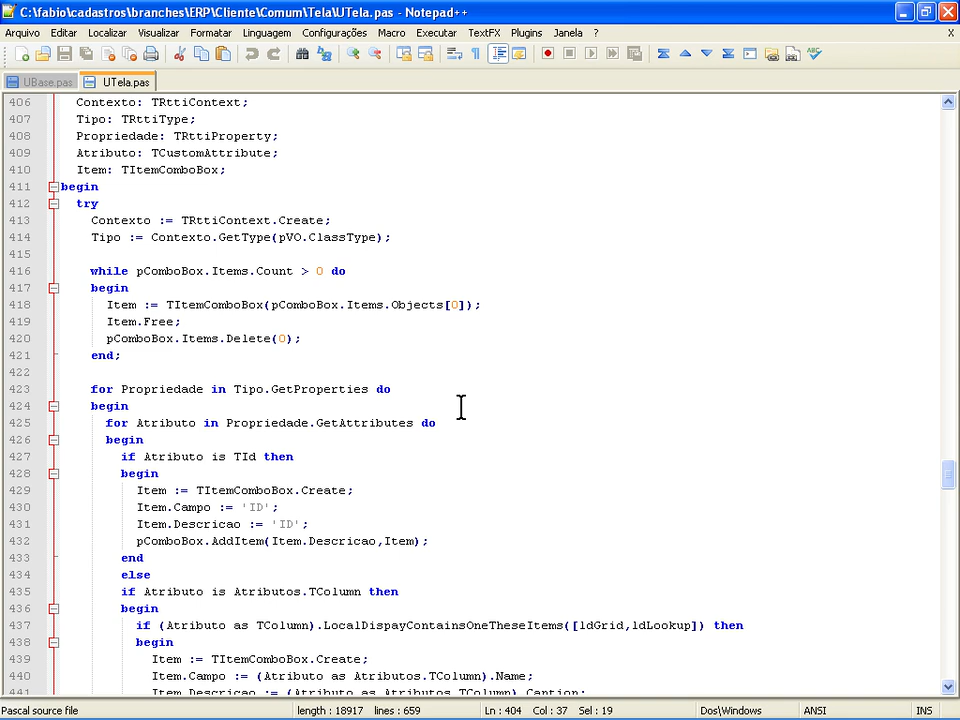 C:\fabio\cadastros\branches\ERP\Cliente\Comum\Tela\UTela.pas - Notepad++
Arquivo Editar Localizar Visualizar Formatar Linguagem Configurações Macro Executar TextFX Plugins Janela ? X
UBase.pas UTela.pas
406 Contexto: TRttiContext;
407 Tipo: TRttiType;
408 Propriedade: TRttiProperty;
409 Atributo: TCustomAttribute;
410 Item: TItemComboBox;
411 begin
412 try
413 Contexto := TRttiContext.Create;
414 Tipo := Contexto.GetType(pVO.ClassType);
415
416 while pComboBox.Items.Count > 0 do
417 begin
418 Item := TItemComboBox(pComboBox.Items.Objects[0]);
419 Item.Free;
420 pComboBox.Items.Delete(0);
421 end;
422
423 for Propriedade in Tipo.GetProperties do
424 begin
425 for Atributo in Propriedade.GetAttributes do
426 begin
427 if Atributo is TId then
428 begin
429 Item := TItemComboBox.Create;
430 Item.Campo := 'ID';
431 Item.Descricao := 'ID';
432 pComboBox.AddItem(Item.Descricao,Item);
433 end
434 else
435 if Atributo is Atributos.TColumn then
436 begin
437 if (Atributo as TColumn).LocalDispayContainsOneTheseItems([ldGrid,ldLookup]) then
438 begin
439 Item := TItemComboBox.Create;
440 Item.Campo := (Atributo as Atributos.TColumn).Name;
441 Item.Descricao := (Atributo as Atributos.TColumn).Caption;
Pascal source file length : 18917 lines : 659 Ln : 404 Col : 37 Sel : 19 Dos\Windows ANSI INS